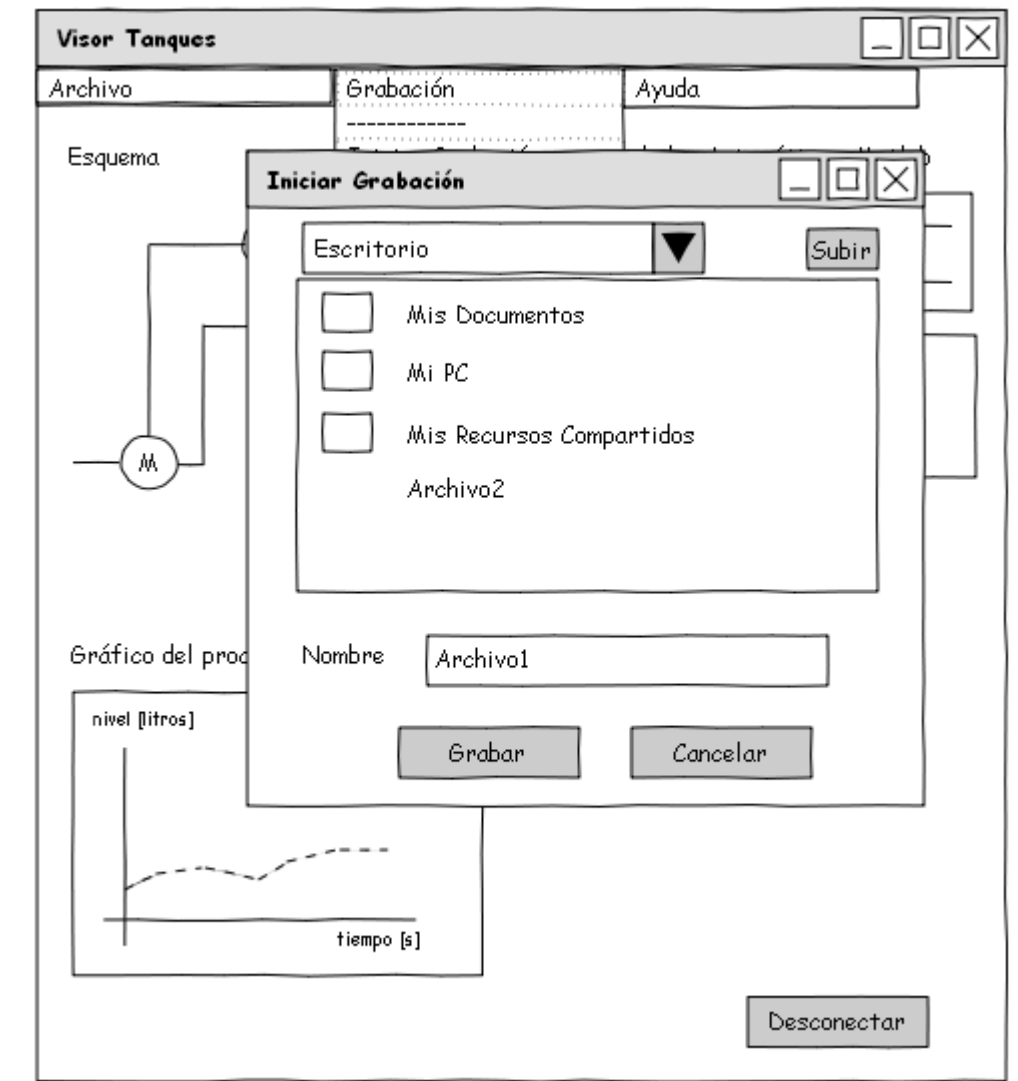 Visor Tanques
Archivo
Grabación
Ayuda
------------
Esquema
Iniciar Grabación
Escritorio
Subir
Mis Documentos
Mi PC
Mis Recursos Compartidos
Archivo2
M
Gráfico del proc
Nombre
Archivo1
nivel [litros]
Grabar
Cancelar
tiempo [s]
Desconectar